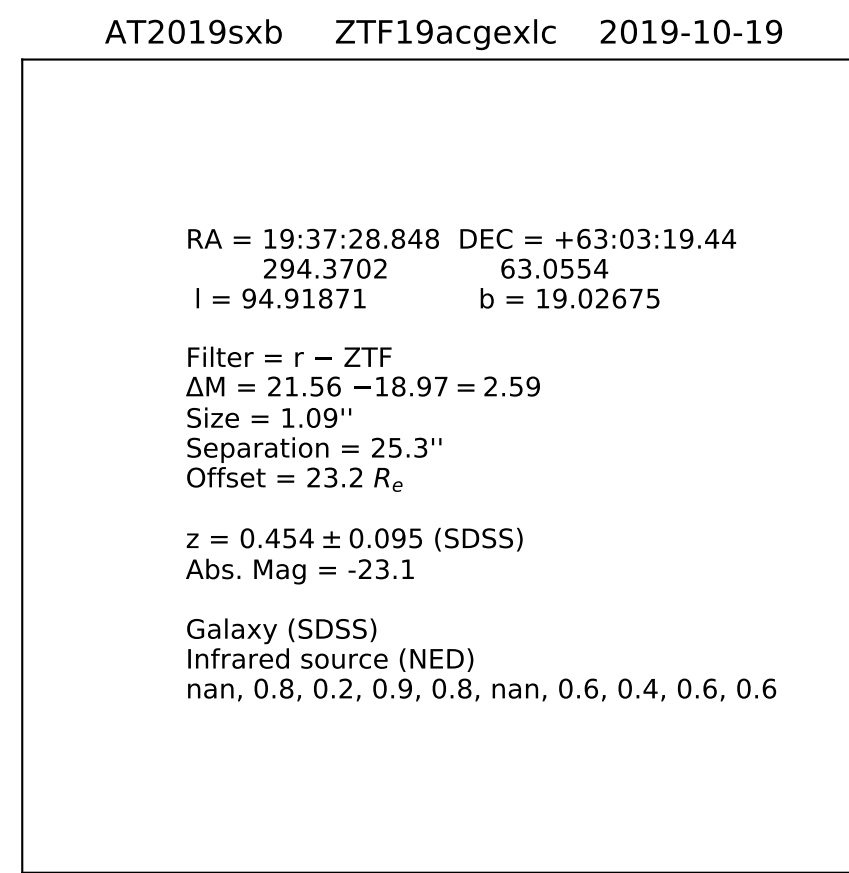 AT2019sxb ZTF19acgexlc 2019-10-19
RA = 19:37:28.848 DEC = +63:03:19.44
294.3702 63.0554
l = 94.91871 b = 19.02675
Filter = r − ZTF
ΔM = 21.56 −18.97 = 2.59
Size = 1.09''
Separation = 25.3''
Offset = 23.2 Re
z = 0.454 ± 0.095 (SDSS)
Abs. Mag = -23.1
Galaxy (SDSS)
Infrared source (NED)
nan, 0.8, 0.2, 0.9, 0.8, nan, 0.6, 0.4, 0.6, 0.6